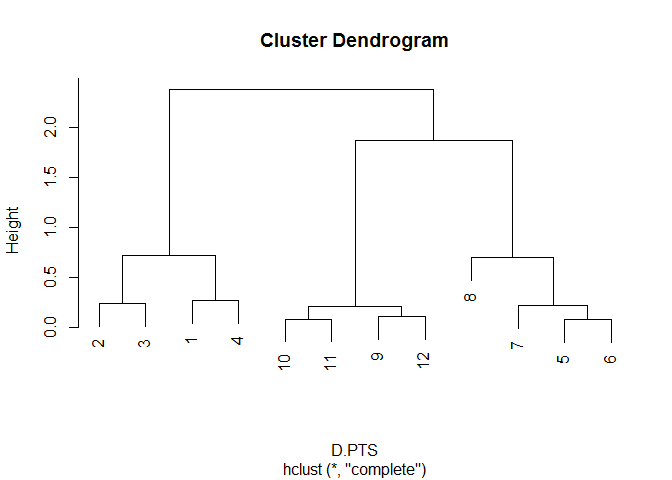 Cluster Dendrogram
Height
0.0 0.5 1.0 1.5 2.0
2 3 1 4 10 11 9 12 8 7 5 6
D.PTS
hclust (*, "complete")